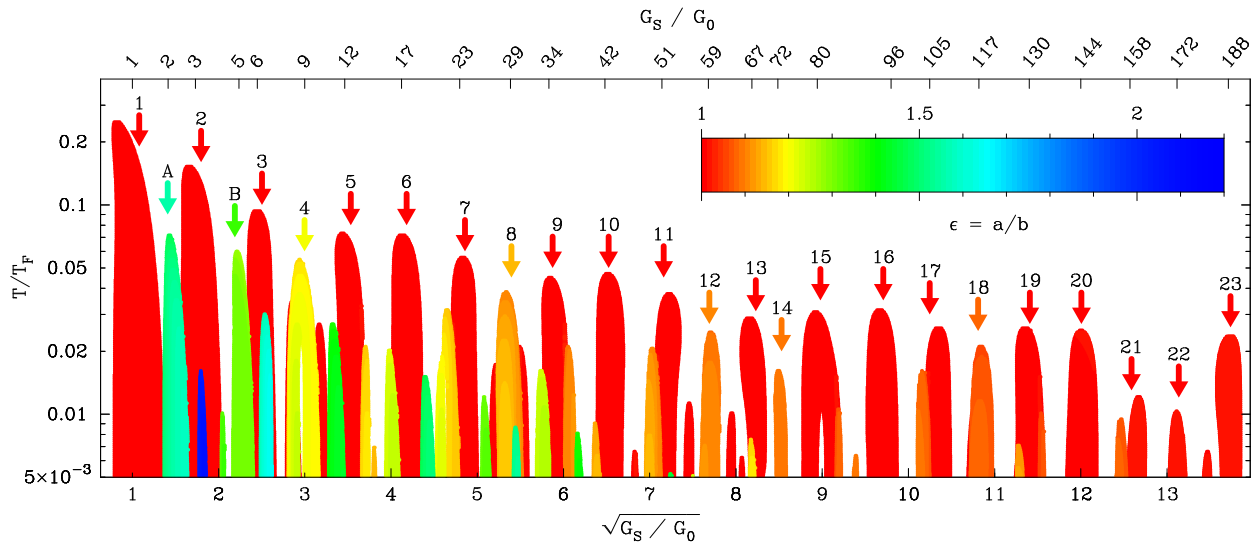 G_S / G_0
1 2 3 5 6 9 12 17 23 29 34 42 51 59 67 72 80 96 105 117 130 144 158 172 188
1 1.5 2
ϵ = a/b
1 A 2 B 3 4 5 6 7 8 9 10 11 12 13 14 15 16 17 18 19 20 21 22 23
T/T_F
0.2
0.1
0.05
0.02
0.01
5×10⁻³
1 2 3 4 5 6 7 8 9 10 11 12 13
√G_S / G_0